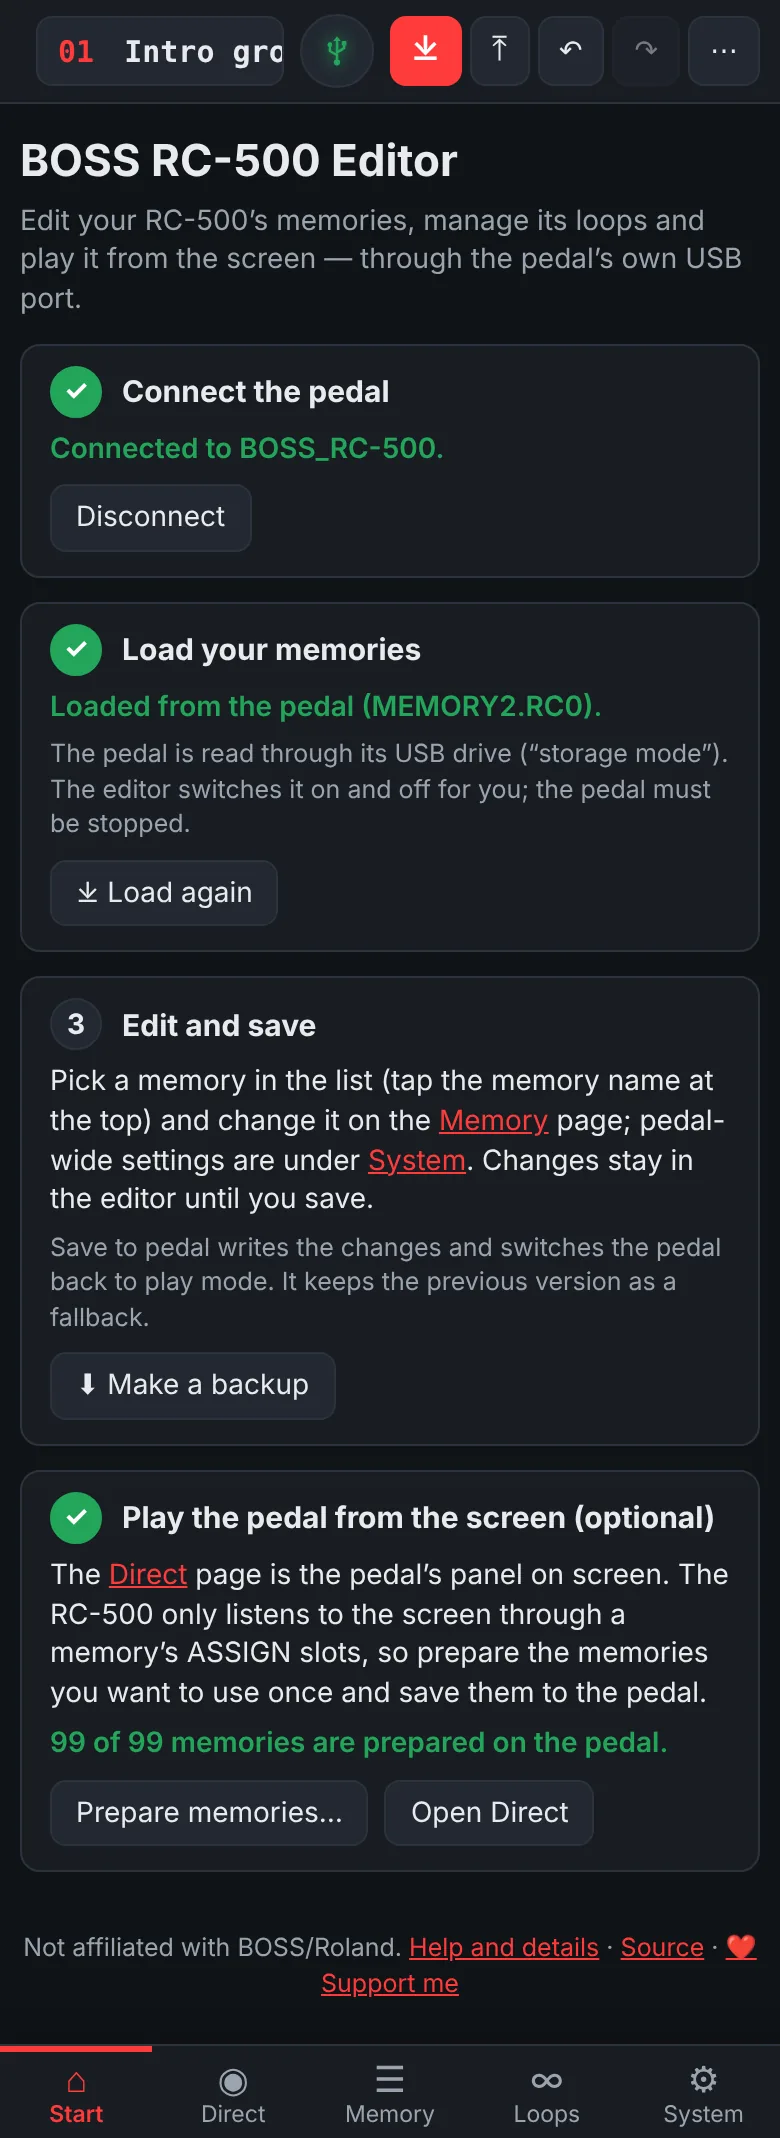 01 Intro gro
BOSS RC-500 Editor
Edit your RC-500’s memories, manage its loops and
play it from the screen — through the pedal’s own USB
port.
✓ Connect the pedal
Connected to BOSS_RC-500.
Disconnect
✓ Load your memories
Loaded from the pedal (MEMORY2.RC0).
The pedal is read through its USB drive (“storage mode”).
The editor switches it on and off for you; the pedal must
be stopped.
Load again
3 Edit and save
Pick a memory in the list (tap the memory name at
the top) and change it on the Memory page; pedal-
wide settings are under System. Changes stay in
the editor until you save.
Save to pedal writes the changes and switches the pedal
back to play mode. It keeps the previous version as a
fallback.
Make a backup
✓ Play the pedal from the screen (optional)
The Direct page is the pedal’s panel on screen. The
RC-500 only listens to the screen through a
memory’s ASSIGN slots, so prepare the memories
you want to use once and save them to the pedal.
99 of 99 memories are prepared on the pedal.
Prepare memories… Open Direct
Not affiliated with BOSS/Roland. Help and details · Source · ❤️
Support me
Start Direct Memory Loops System